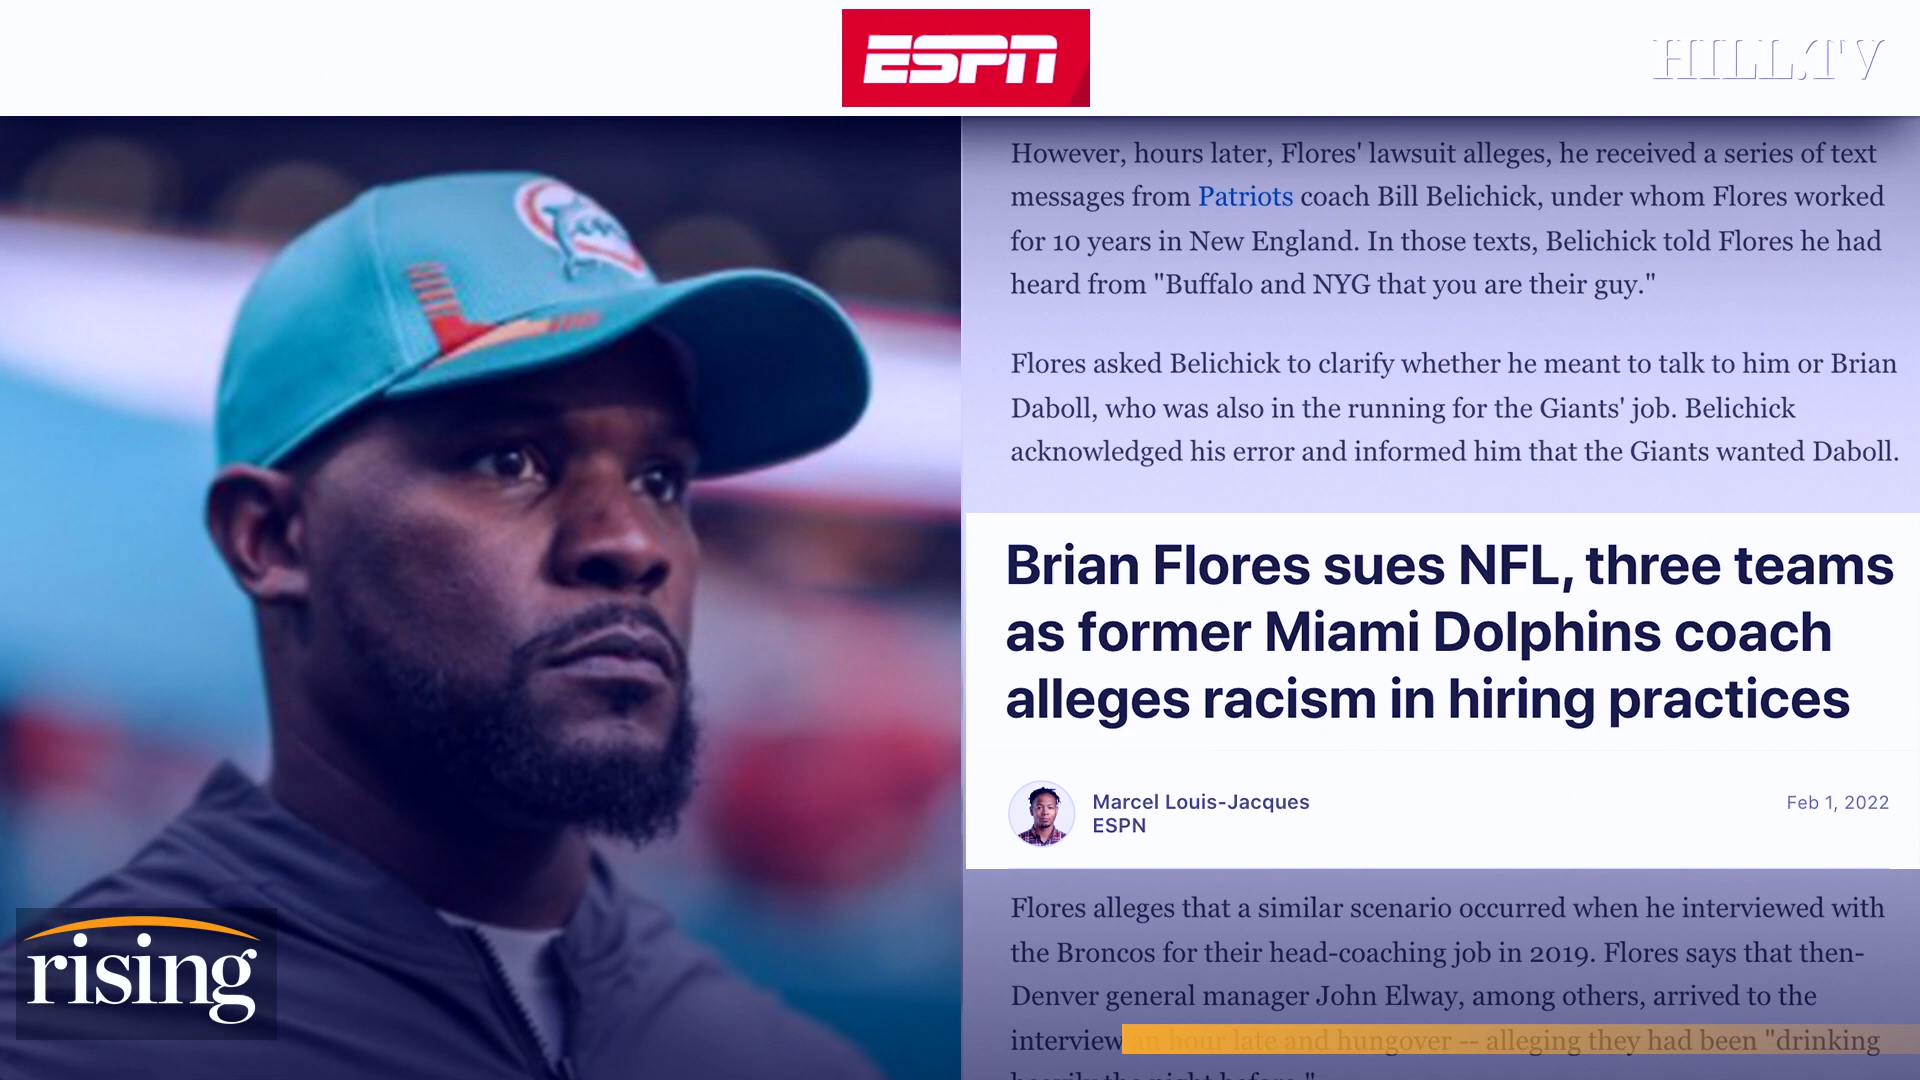 ESPN
HILL.TV
However, hours later, Flores' lawsuit alleges, he received a series of text
messages from Patriots coach Bill Belichick, under whom Flores worked
for 10 years in New England. In those texts, Belichick told Flores he had
heard from "Buffalo and NYG that you are their guy."
Flores asked Belichick to clarify whether he meant to talk to him or Brian
Daboll, who was also in the running for the Giants' job. Belichick
acknowledged his error and informed him that the Giants wanted Daboll.
Brian Flores sues NFL, three teams
as former Miami Dolphins coach
alleges racism in hiring practices
Marcel Louis-Jacques
ESPN
Feb 1, 2022
Flores alleges that a similar scenario occurred when he interviewed with
the Broncos for their head-coaching job in 2019. Flores says that then-
Denver general manager John Elway, among others, arrived to the
interview an hour late and hungover -- alleging they had been "drinking
heavily the night before."
rising